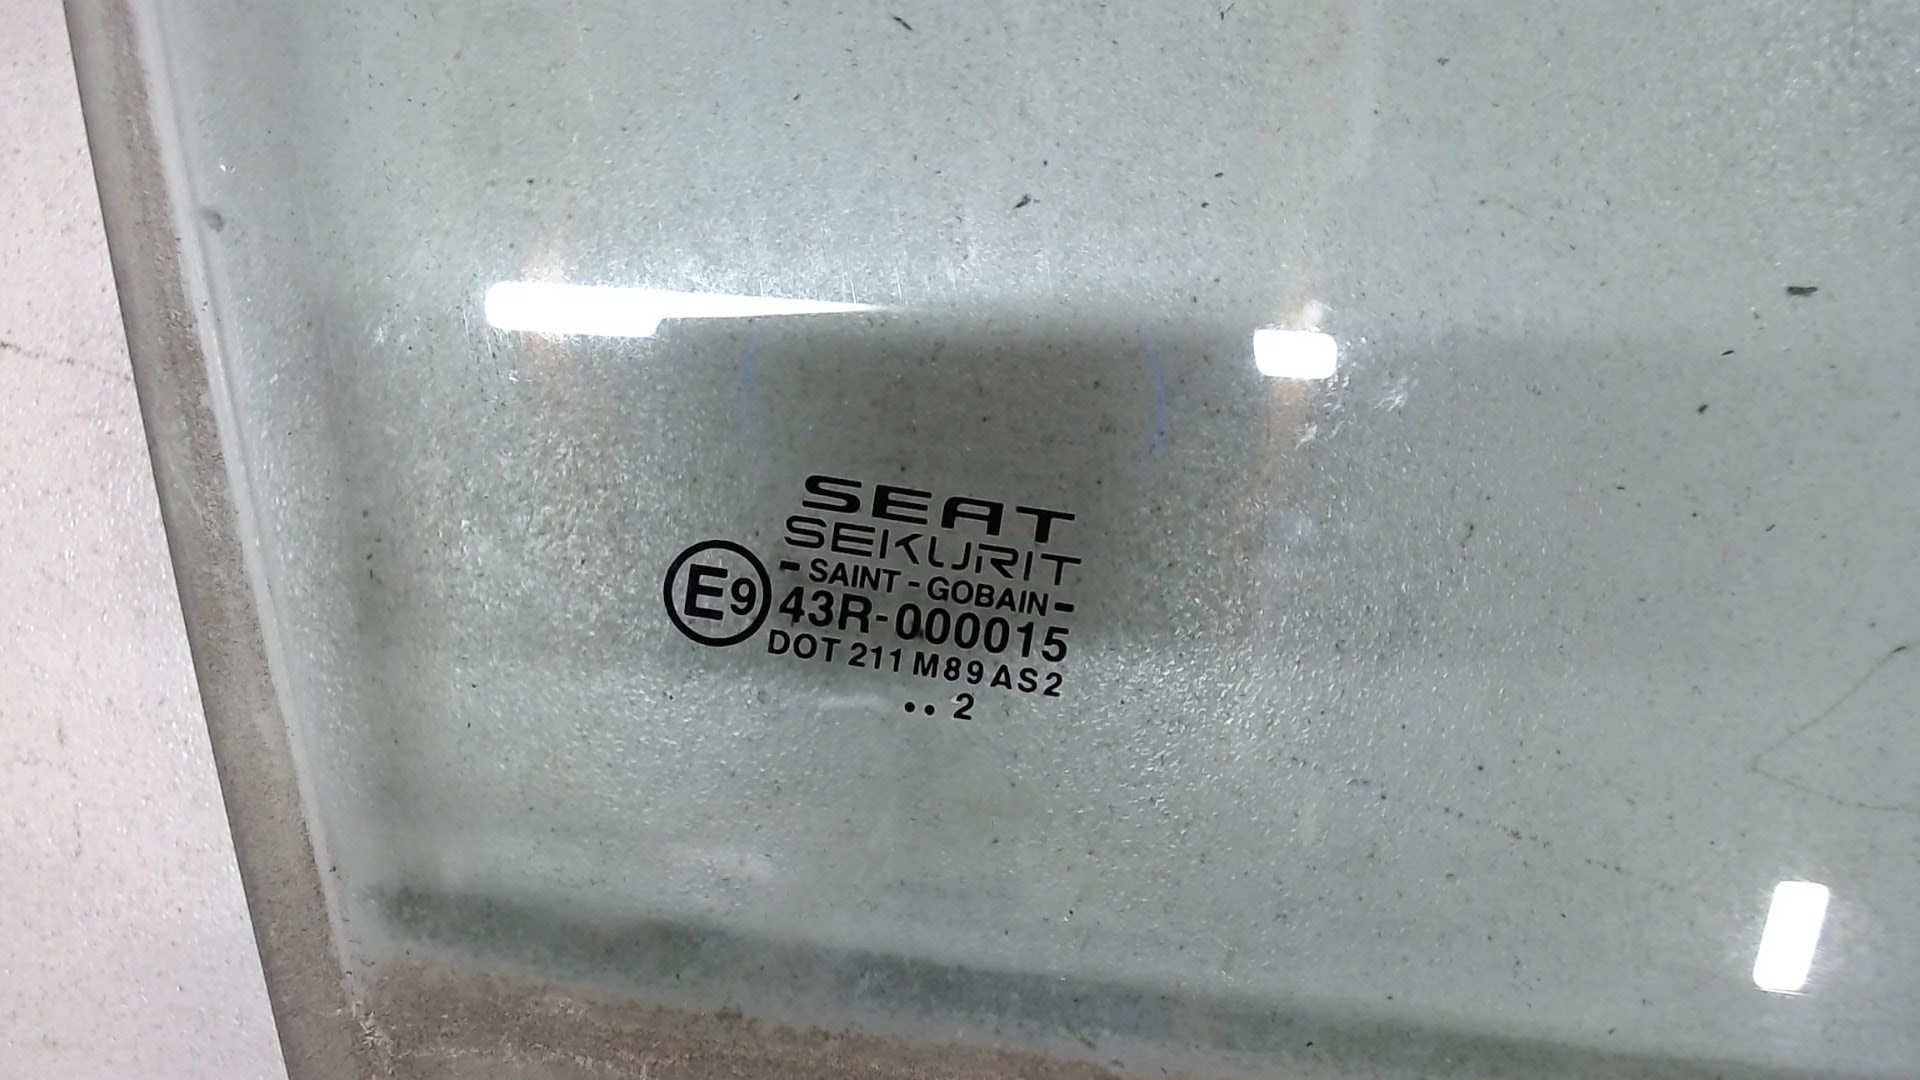 SEAT
SEKURIT
- SAINT - GOBAIN -
E9 43R-000015
DOT 211 M89 AS2
•• 2